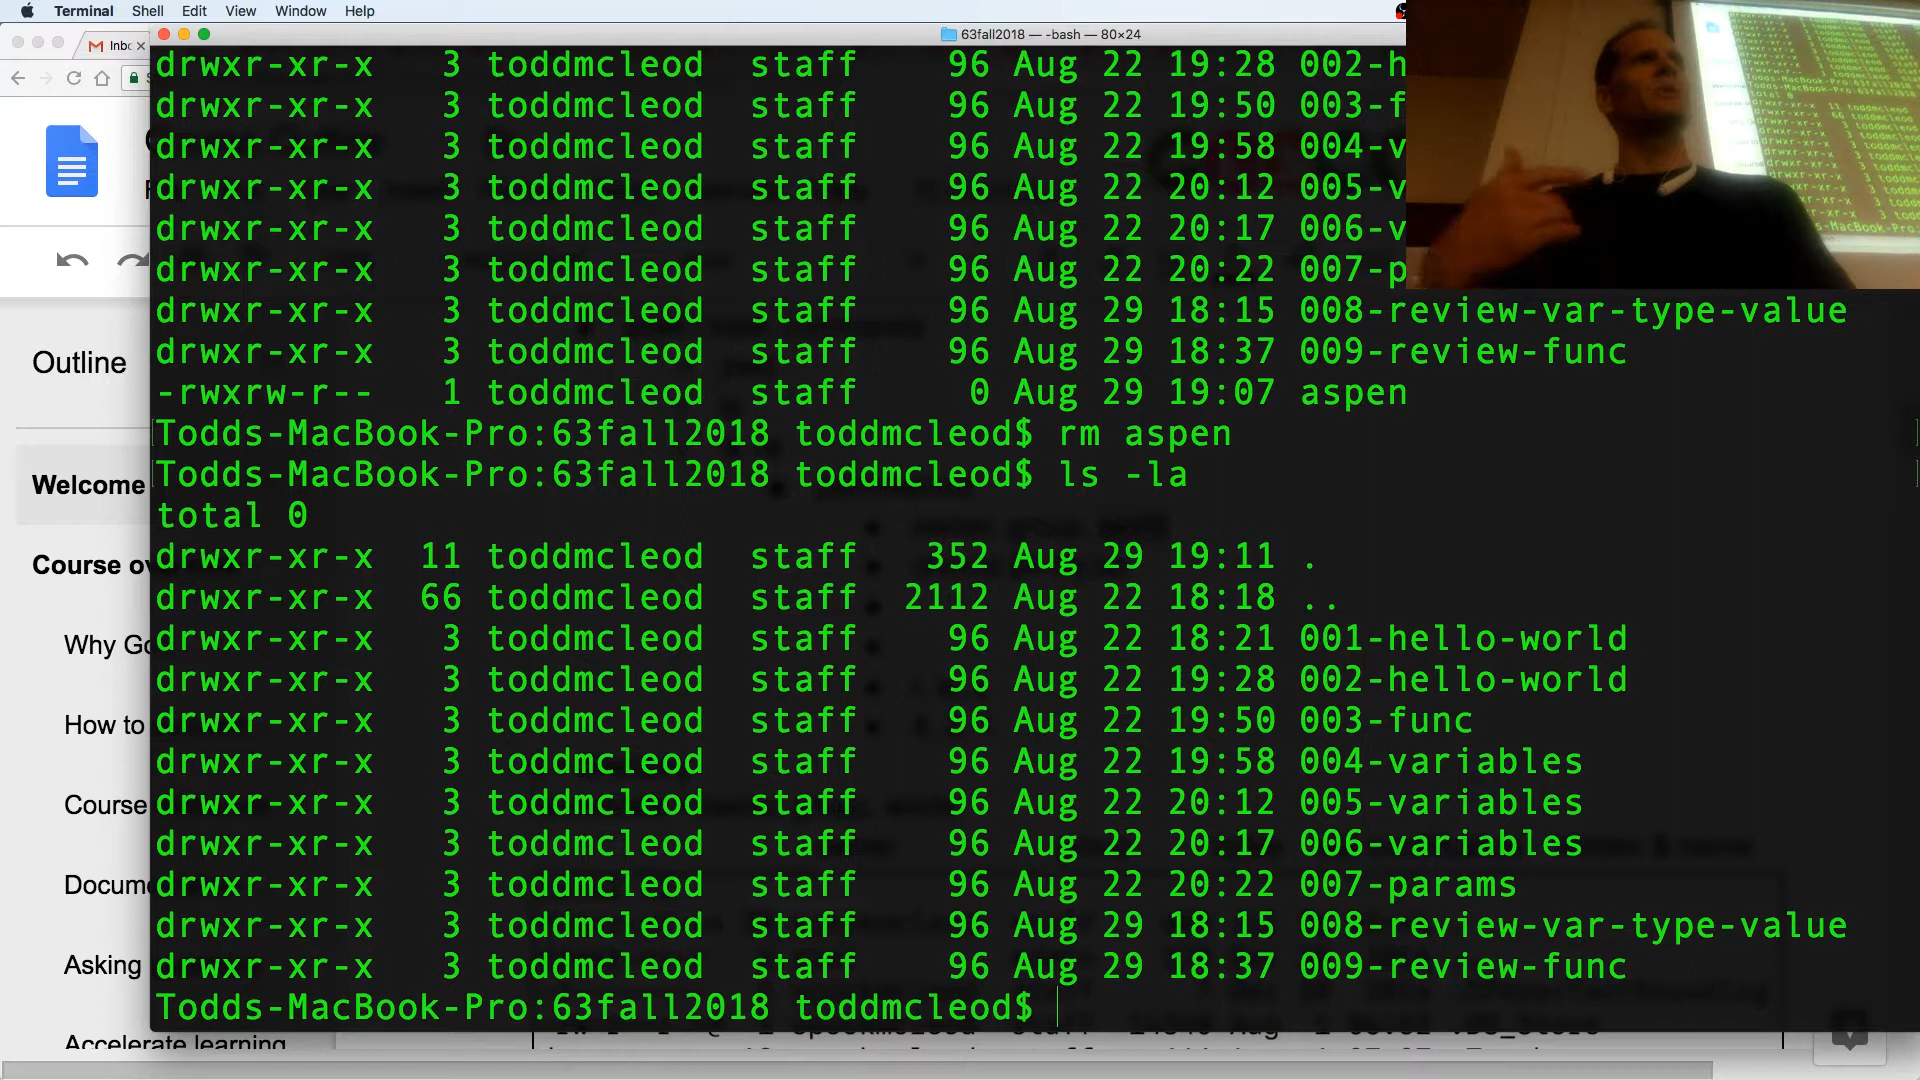 Terminal Shell Edit View Window Help
63fall2018 — -bash — 80×24
Inbo
drwxr-xr-x 3 toddmcleod staff 96 Aug 22 19:28 002-h
drwxr-xr-x 3 toddmcleod staff 96 Aug 22 19:50 003-f
drwxr-xr-x 3 toddmcleod staff 96 Aug 22 19:58 004-v
drwxr-xr-x 3 toddmcleod staff 96 Aug 22 20:12 005-v
drwxr-xr-x 3 toddmcleod staff 96 Aug 22 20:17 006-v
drwxr-xr-x 3 toddmcleod staff 96 Aug 22 20:22 007-p
drwxr-xr-x 3 toddmcleod staff 96 Aug 29 18:15 008-review-var-type-value
drwxr-xr-x 3 toddmcleod staff 96 Aug 29 18:37 009-review-func
-rwxrw-r-- 1 toddmcleod staff 0 Aug 29 19:07 aspen
Todds-MacBook-Pro:63fall2018 toddmcleod$ rm aspen
Todds-MacBook-Pro:63fall2018 toddmcleod$ ls -la
total 0
drwxr-xr-x 11 toddmcleod staff 352 Aug 29 19:11 .
drwxr-xr-x 66 toddmcleod staff 2112 Aug 22 18:18 ..
drwxr-xr-x 3 toddmcleod staff 96 Aug 22 18:21 001-hello-world
drwxr-xr-x 3 toddmcleod staff 96 Aug 22 19:28 002-hello-world
drwxr-xr-x 3 toddmcleod staff 96 Aug 22 19:50 003-func
drwxr-xr-x 3 toddmcleod staff 96 Aug 22 19:58 004-variables
drwxr-xr-x 3 toddmcleod staff 96 Aug 22 20:12 005-variables
drwxr-xr-x 3 toddmcleod staff 96 Aug 22 20:17 006-variables
drwxr-xr-x 3 toddmcleod staff 96 Aug 22 20:22 007-params
drwxr-xr-x 3 toddmcleod staff 96 Aug 29 18:15 008-review-var-type-value
drwxr-xr-x 3 toddmcleod staff 96 Aug 29 18:37 009-review-func
Todds-MacBook-Pro:63fall2018 toddmcleod$
Outline
Welcome
Course ov
Why Go
How to
Course
Docume
Asking
Accelerate learning